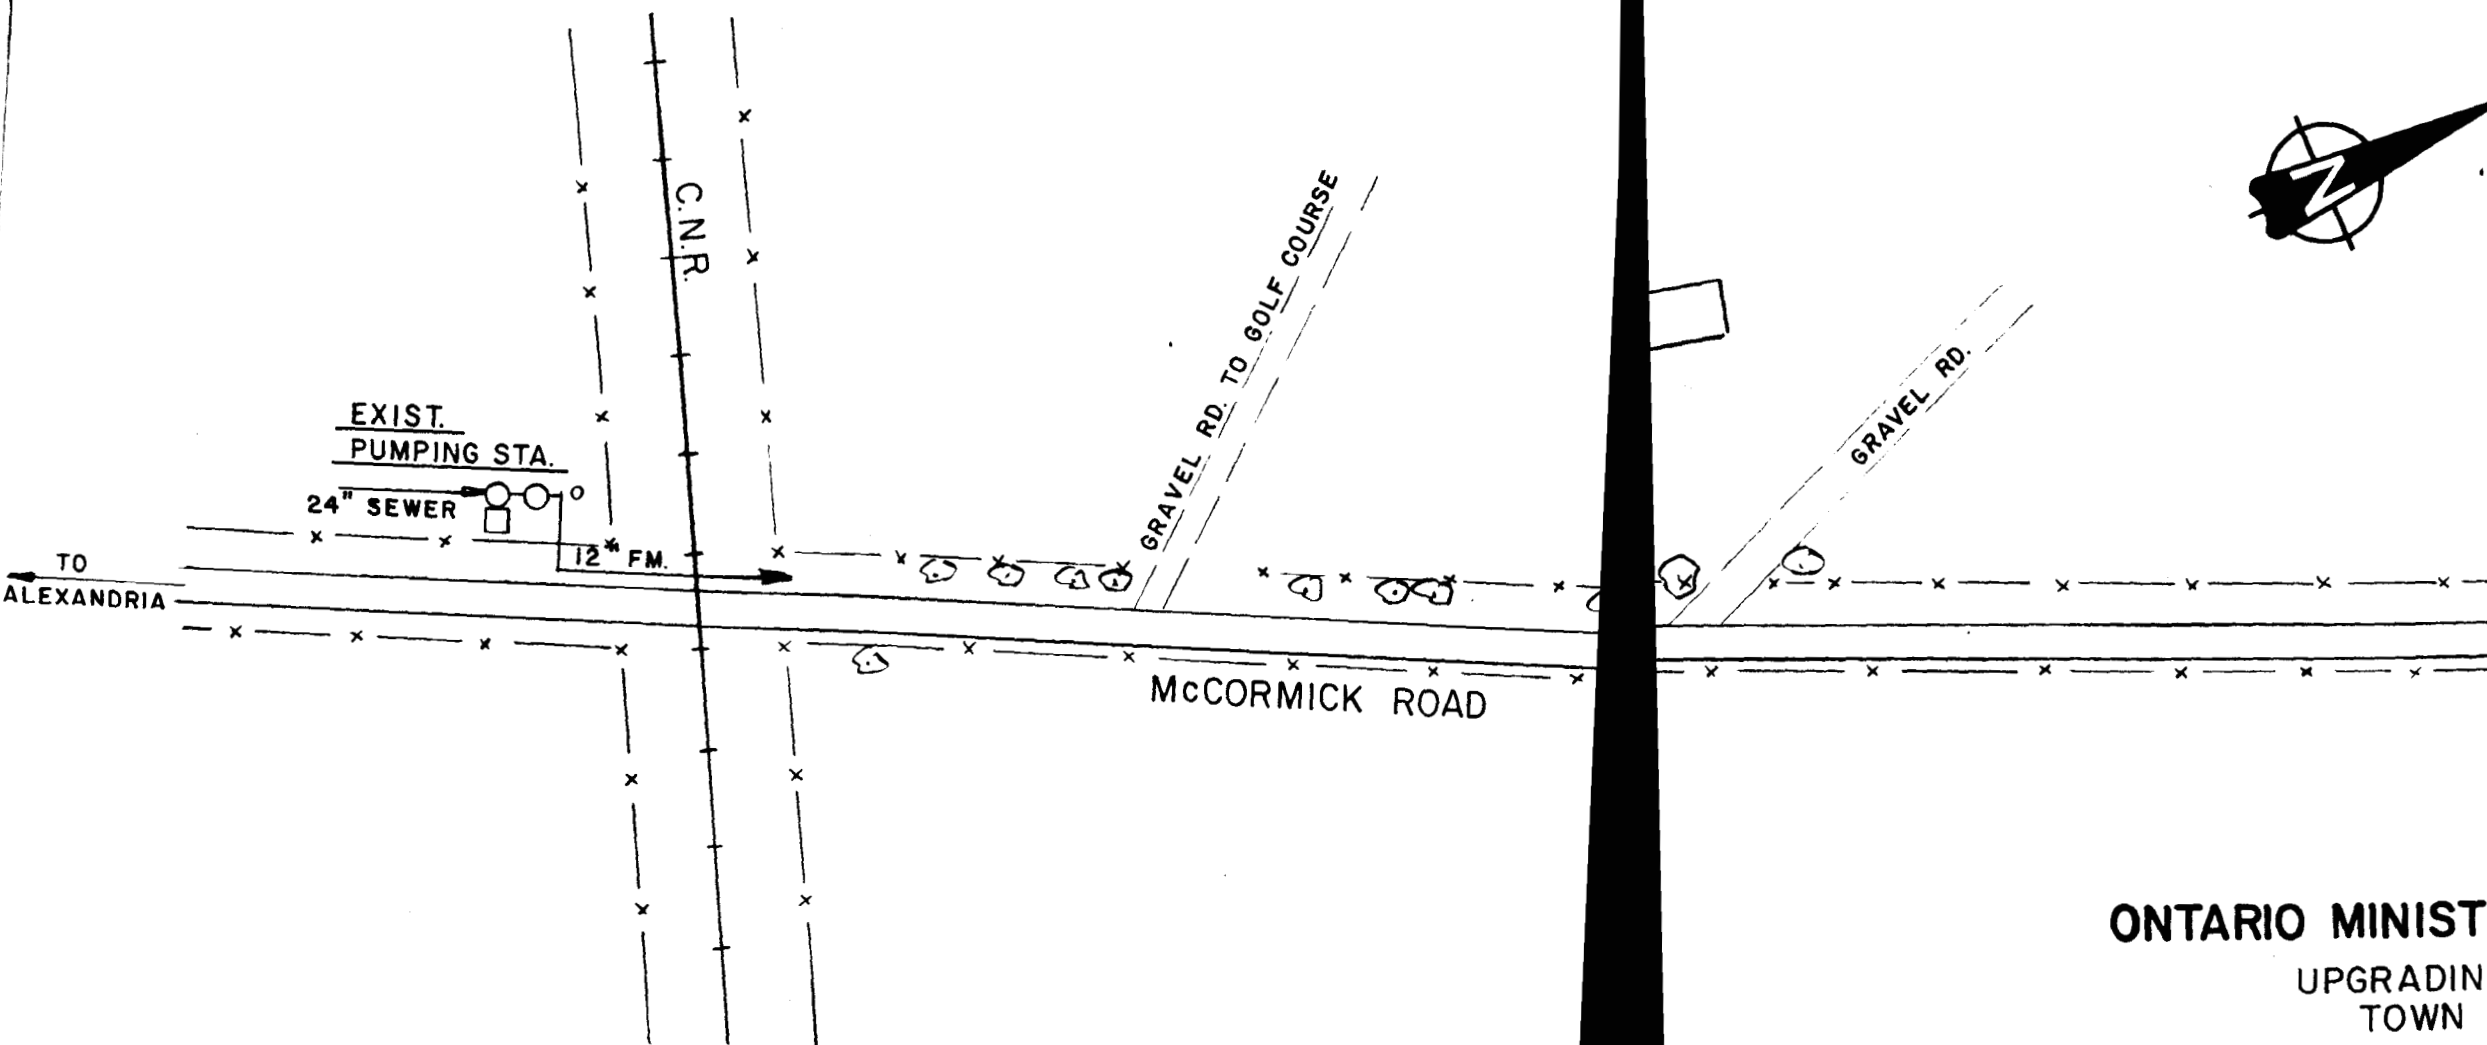 C.N.R.
GRAVEL RD. TO GOLF COURSE
N
GRAVEL RD.
EXIST.
PUMPING STA.
24" SEWER
12" FM.
TO
ALEXANDRIA
McCORMICK ROAD
ONTARIO MINIST
UPGRADIN
TOWN